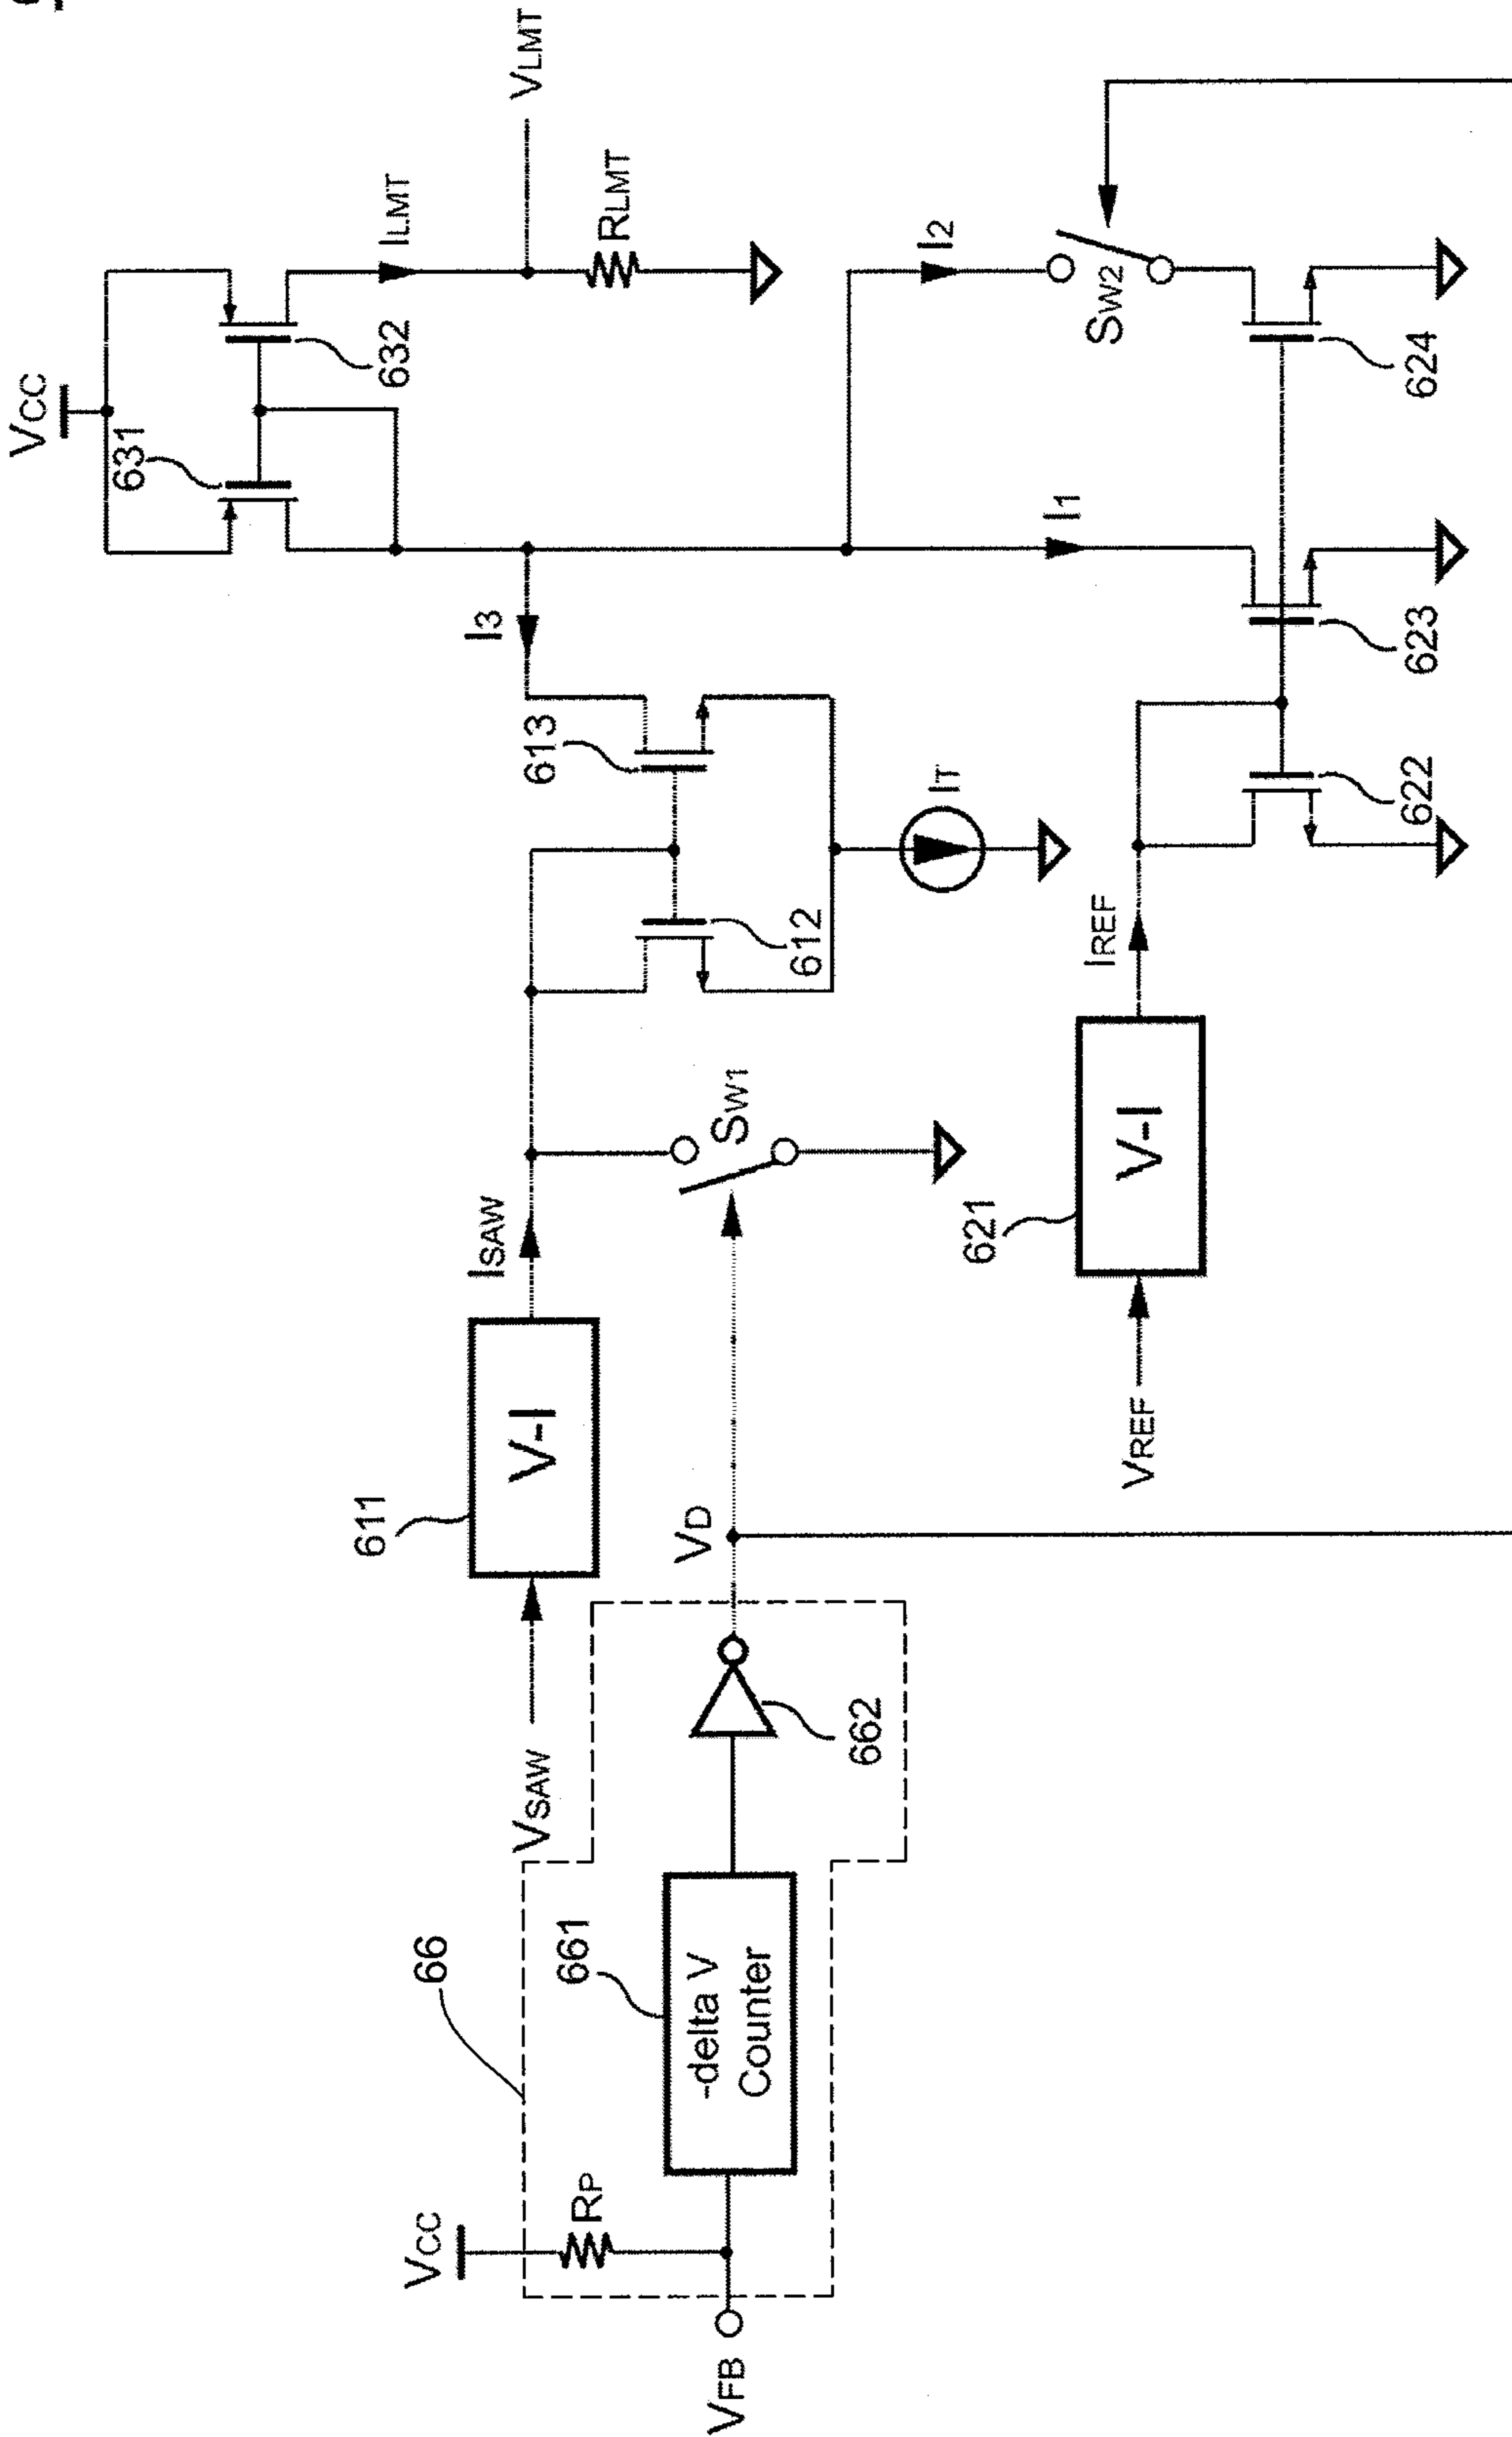 VCC
631
632
ILMT
VLMT
RLMT
I3
613
612
IT
I1
I2
SW2
622
623
624
VSAW
611
V-I
ISAW
SW1
VD
66
VCC
RP
VFB
661
-delta V
Counter
662
VREF
621
V-I
IREF